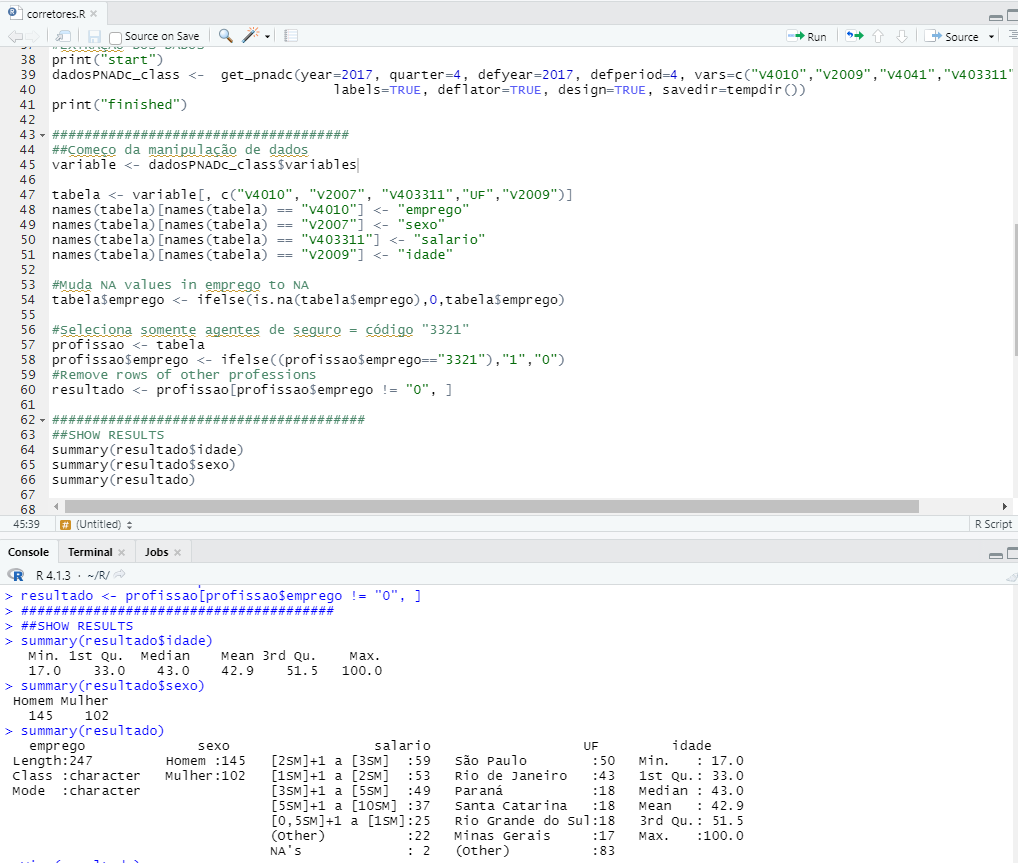 corretores.R ×
Source on Save
Run
Source
#EXTRAÇÃO DOS DADOS
38 print("start")
39 dadosPNADc_class <-  get_pnadc(year=2017, quarter=4, defyear=2017, defperiod=4, vars=c("V4010","V2009","V4041","V403311"
40 labels=TRUE, deflator=TRUE, design=TRUE, savedir=tempdir())
41 print("finished")
42
43 #####################################
44 ##Começo da manipulação de dados
45 variable <- dadosPNADc_class$variables
46
47 tabela <- variable[, c("V4010", "V2007", "V403311","UF","V2009")]
48 names(tabela)[names(tabela) == "V4010"] <- "emprego"
49 names(tabela)[names(tabela) == "V2007"] <- "sexo"
50 names(tabela)[names(tabela) == "V403311"] <- "salario"
51 names(tabela)[names(tabela) == "V2009"] <- "idade"
52
53 #Muda NA values in emprego to NA
54 tabela$emprego <- ifelse(is.na(tabela$emprego),0,tabela$emprego)
55
56 #Seleciona somente agentes de seguro = código "3321"
57 profissao <- tabela
58 profissao$emprego <- ifelse((profissao$emprego=="3321"),"1","0")
59 #Remove rows of other professions
60 resultado <- profissao[profissao$emprego != "0", ]
61
62 #######################################
63 ##SHOW RESULTS
64 summary(resultado$idade)
65 summary(resultado$sexo)
66 summary(resultado)
67
68
45:39 # (Untitled) R Script
Console Terminal × Jobs ×
R R 4.1.3 · ~/R/
> resultado <- profissao[profissao$emprego != "0", ]
> #######################################
> ##SHOW RESULTS
> summary(resultado$idade)
Min. 1st Qu.  Median    Mean 3rd Qu.    Max.
17.0    33.0    43.0    42.9    51.5   100.0
> summary(resultado$sexo)
Homem Mulher
145    102
> summary(resultado)
emprego sexo salario UF idade
Length:247 Homem :145 [2SM]+1 a [3SM] :59 São Paulo :50 Min. : 17.0
Class :character Mulher:102 [1SM]+1 a [2SM] :53 Rio de Janeiro :43 1st Qu.: 33.0
Mode :character [3SM]+1 a [5SM] :49 Paraná :18 Median : 43.0
[5SM]+1 a [10SM] :37 Santa Catarina :18 Mean : 42.9
[0,5SM]+1 a [1SM]:25 Rio Grande do Sul:18 3rd Qu.: 51.5
(Other) :22 Minas Gerais :17 Max. :100.0
NA's : 2 (Other) :83